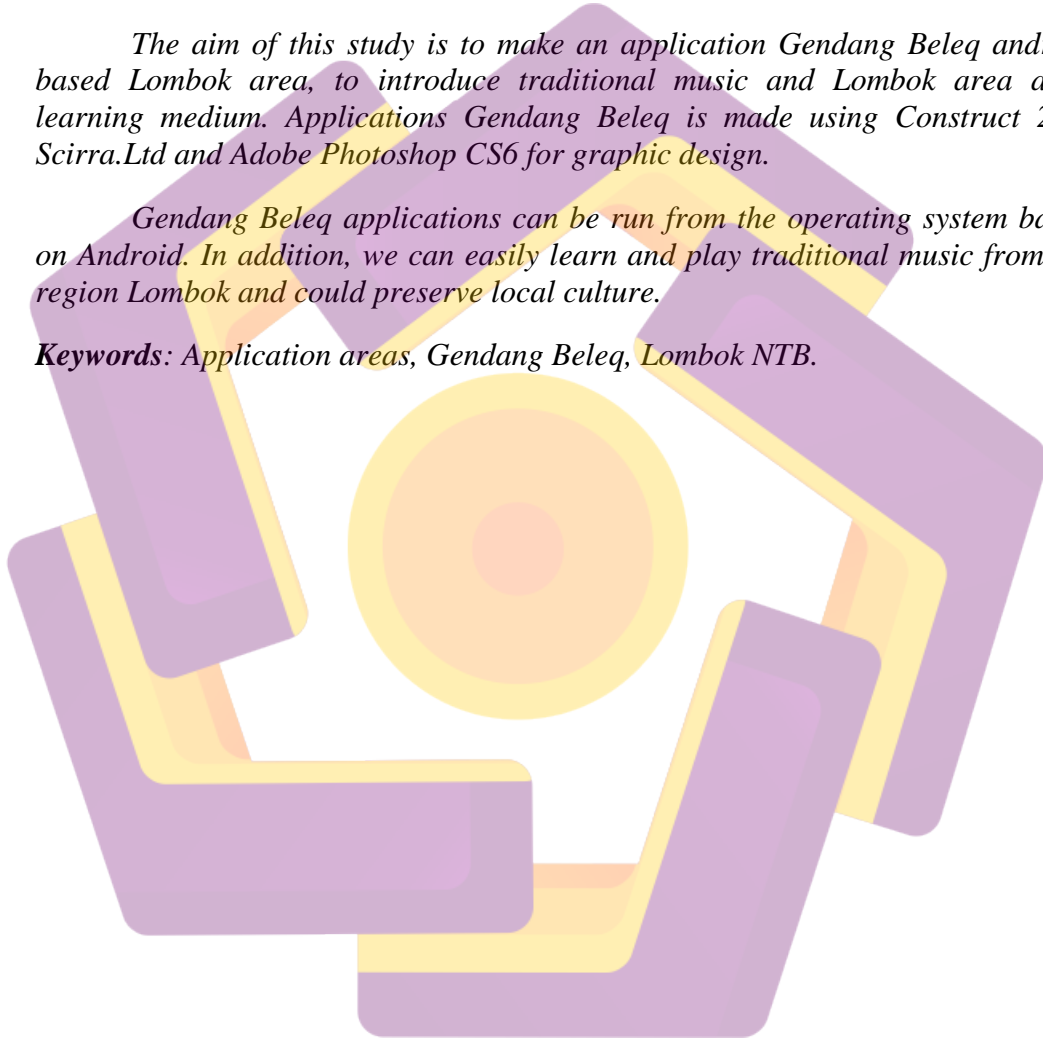 The aim of this study is to make an application Gendang Beleq
based Lombok area, to introduce traditional music and Lombok area
learning medium. Applications Gendang Beleq is made using Construct
Scirra.Ltd and Adobe Photoshop CS6 for graphic design.
Gendang Beleq applications can be run from the operating system
on Android. In addition, we can easily learn and play traditional music from
region Lombok and could preserve local culture.
Keywords: Application areas, Gendang Beleq, Lombok NTB.